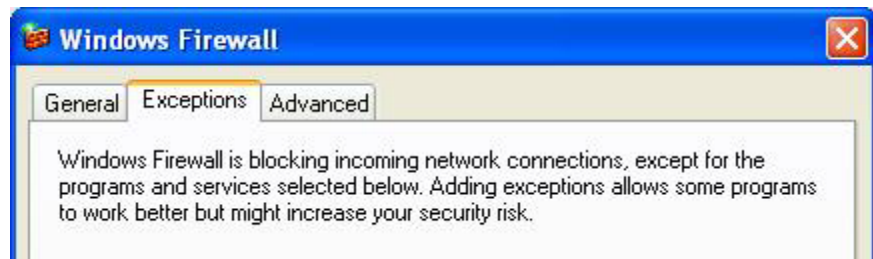 Windows Firewall
General Exceptions Advanced
Windows Firewall is blocking incoming network connections, except for the
programs and services selected below. Adding exceptions allows some programs
to work better but might increase your security risk.